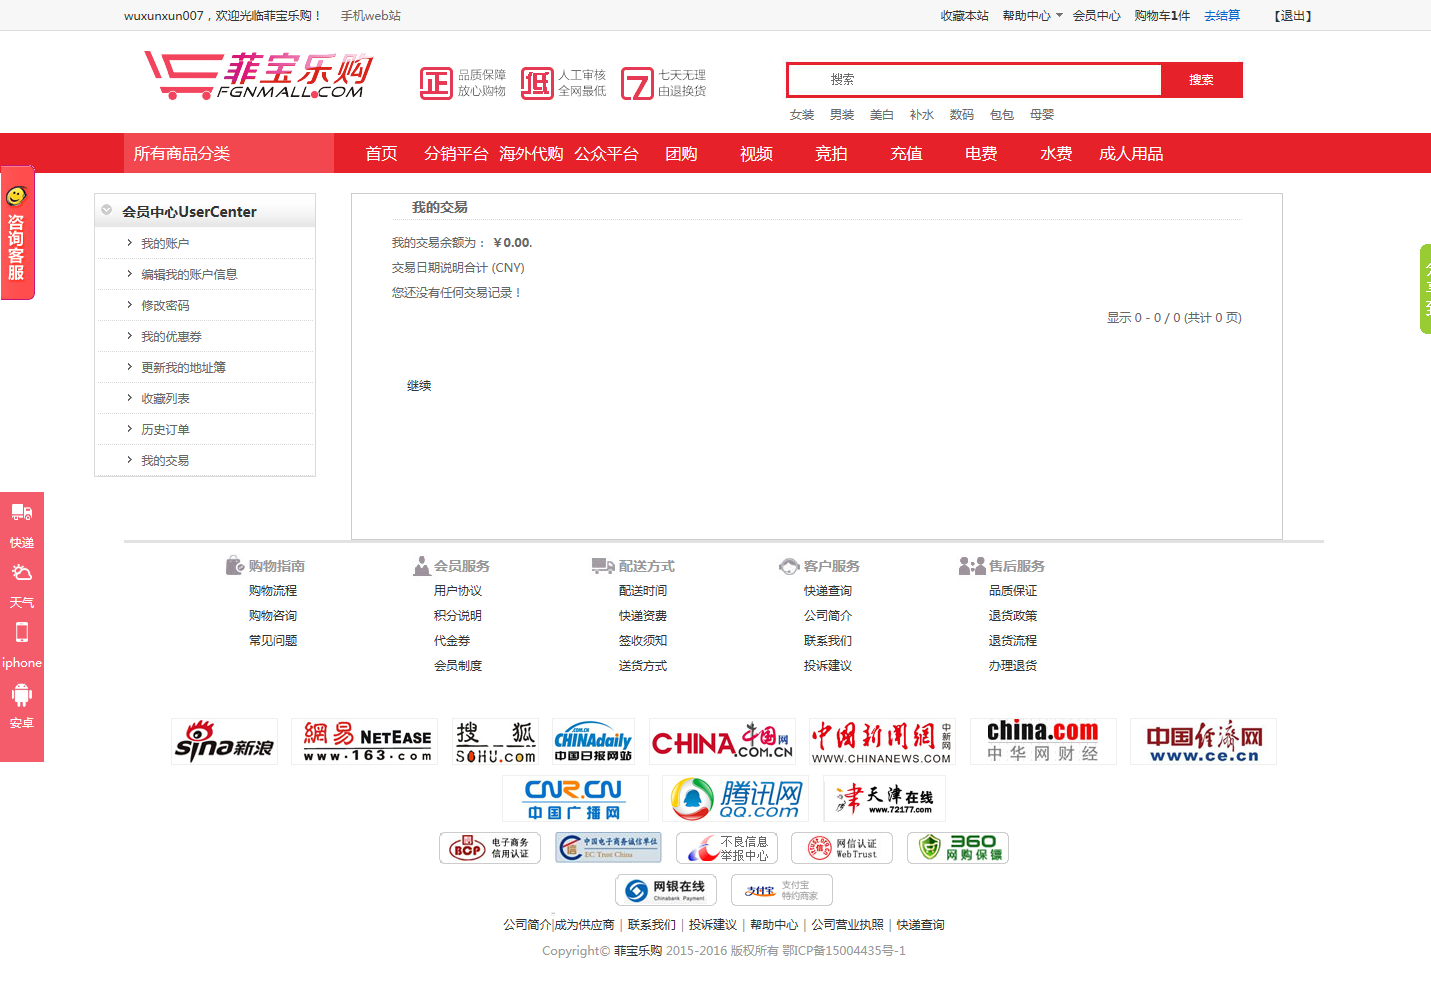 wuxunxun007，欢迎光临菲宝乐购！ 手机web站 收藏本站 帮助中心 会员中心 购物车1件 去结算 【退出】
菲宝乐购
FGNMALL.COM
正 品质保障 放心购物 低 人工审核 全网最低 7 七天无理 由退换货
搜索 搜索
女装 男装 美白 补水 数码 包包 母婴
所有商品分类 首页 分销平台 海外代购 公众平台 团购 视频 竞拍 充值 电费 水费 成人用品
咨询客服
会员中心UserCenter
我的账户
编辑我的账户信息
修改密码
我的优惠券
更新我的地址簿
收藏列表
历史订单
我的交易
我的交易
我的交易余额为： ￥0.00.
交易日期说明合计 (CNY)
您还没有任何交易记录！
显示 0 - 0 / 0 (共计 0 页)
继续
快递
天气
iphone
安卓
购物指南 会员服务 配送方式 客户服务 售后服务
购物流程 用户协议 配送时间 快递查询 品质保证
购物咨询 积分说明 快递资费 公司简介 退货政策
常见问题 代金券 签收须知 联系我们 退货流程
会员制度 送货方式 投诉建议 办理退货
sina新浪
網易 NETEASE
www.163.com
搜狐
SOHU.com
.com.cn
CHINAdaily
中国日报网站
CHINA牛国网
.COM.CN
中國新聞網 中新网
WWW.CHINANEWS.COM
china.com
中华网财经
中国经济网
www.ce.cn
CNR.CN
中国广播网
腾讯网
QQ.com
津 天津在线
www.72177.com
BCP 电子商务 信用认证
中国电子商务诚信单位
EC Trust China
不良信息 举报中心
网信认证
WebTrust
360
网购保镖
网银在线
Chinabank Payment
支付宝 支付宝 特约商家
公司简介|成为供应商 | 联系我们 | 投诉建议 | 帮助中心 | 公司营业执照 | 快递查询
Copyright© 菲宝乐购 2015-2016 版权所有 鄂ICP备15004435号-1